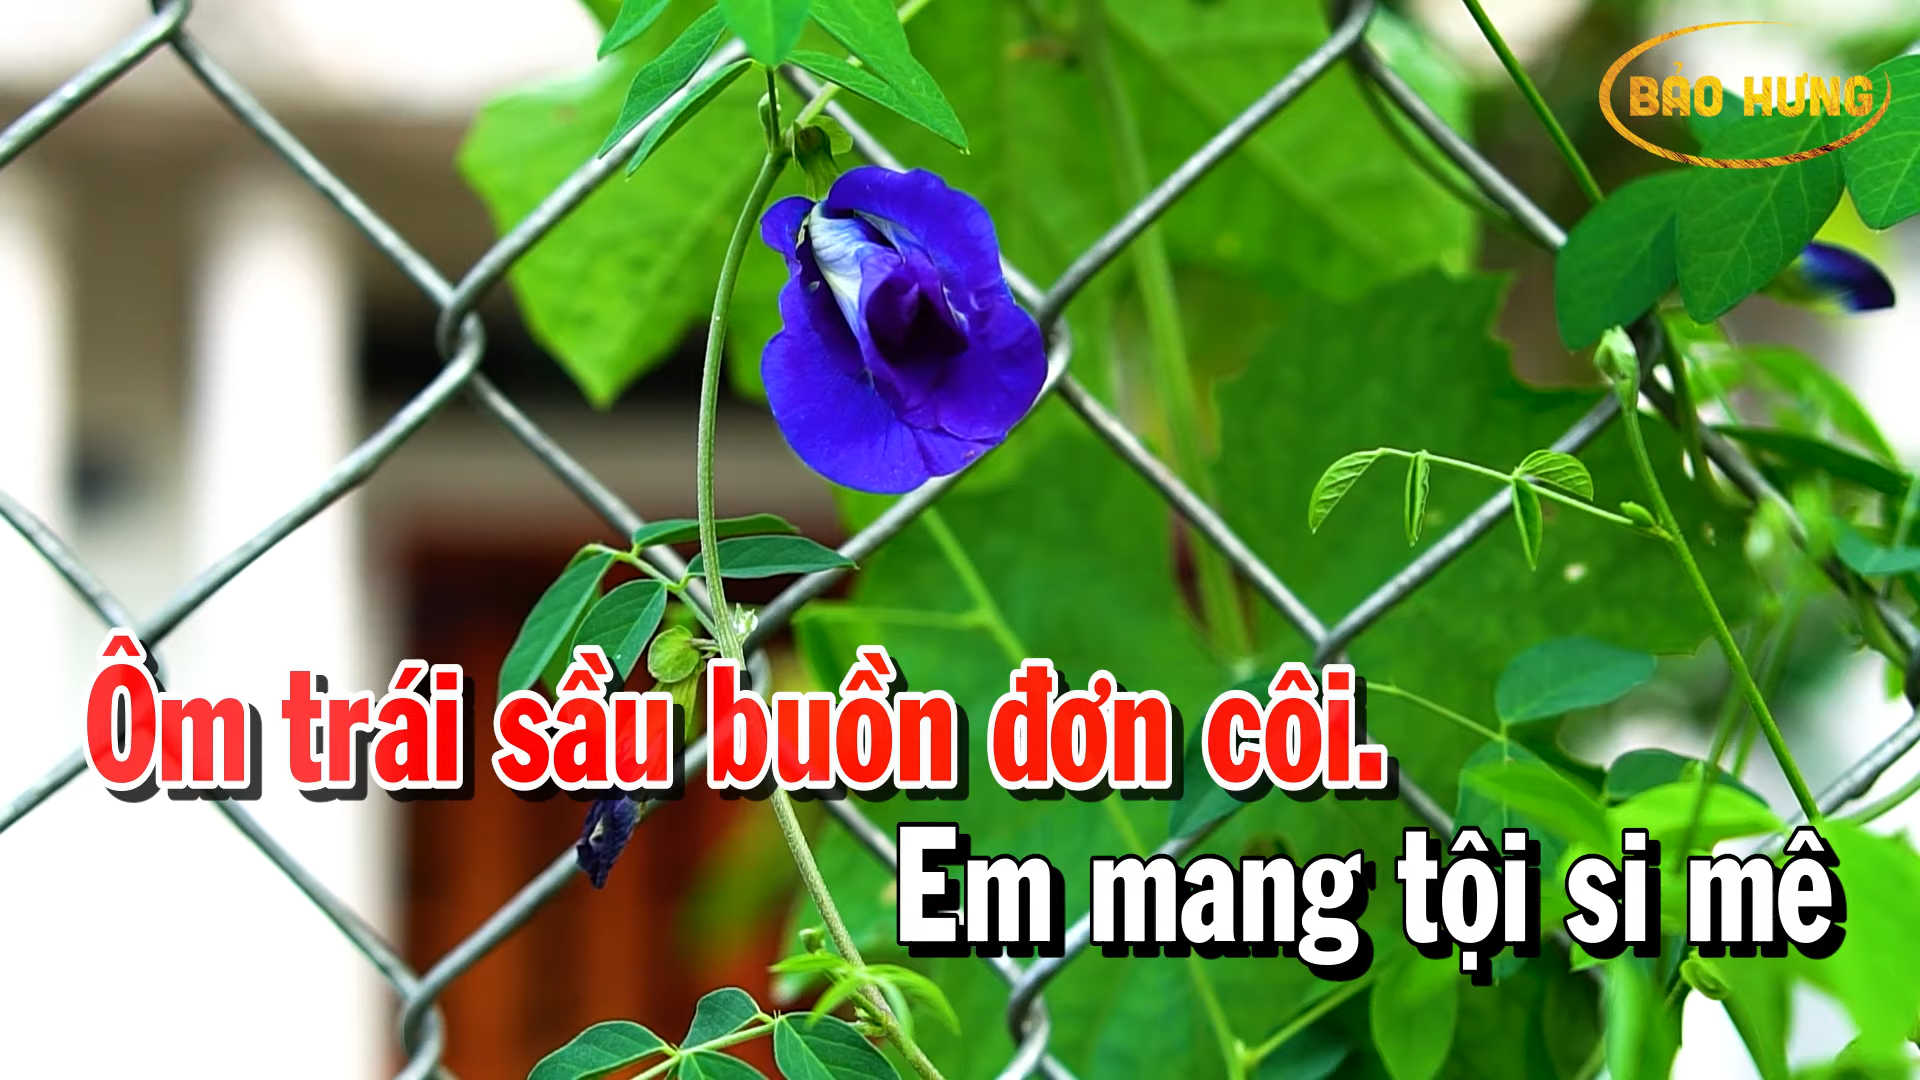 BẢO HƯNG
Ôm trái sầu buồn đơn côi.
Em mang tội si mê